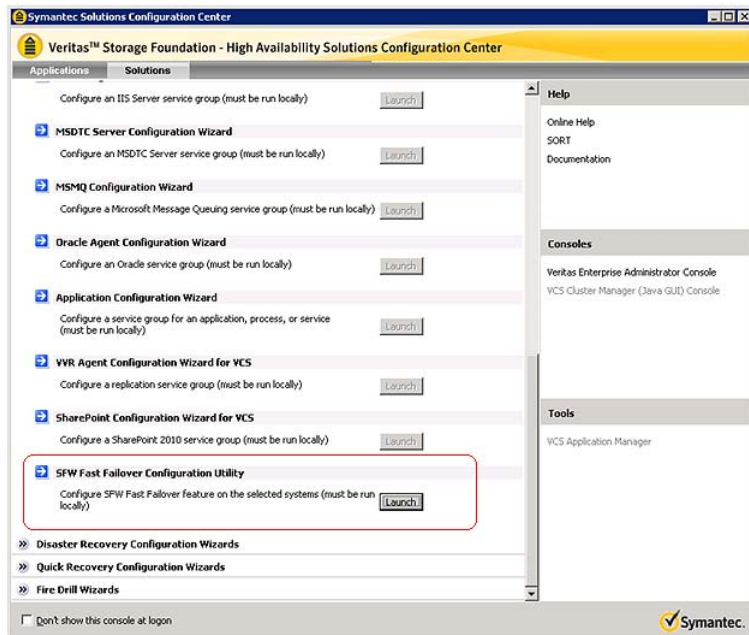 Symantec Solutions Configuration Center
Veritas™ Storage Foundation - High Availability Solutions Configuration Center
Applications
Solutions
Configure an IIS Server service group (must be run locally)
Launch
MSDTC Server Configuration Wizard
Configure an MSDTC Server service group (must be run locally)
Launch
MSMQ Configuration Wizard
Configure a Microsoft Message Queuing service group (must be run locally)
Launch
Oracle Agent Configuration Wizard
Configure an Oracle service group (must be run locally)
Launch
Application Configuration Wizard
Configure a service group for an application, process, or service
(must be run locally)
Launch
VVR Agent Configuration Wizard for VCS
Configure a replication service group (must be run locally)
Launch
SharePoint Configuration Wizard for VCS
Configure a SharePoint 2010 service group (must be run locally)
Launch
SFW Fast Failover Configuration Utility
Configure SFW Fast Failover feature on the selected systems (must be run
locally)
Launch
Disaster Recovery Configuration Wizards
Quick Recovery Configuration Wizards
Fire Drill Wizards
Help
Online Help
SORT
Documentation
Consoles
Veritas Enterprise Administrator Console
VCS Cluster Manager (Java GUI) Console
Tools
VCS Application Manager
Don't show this console at logon
Symantec.